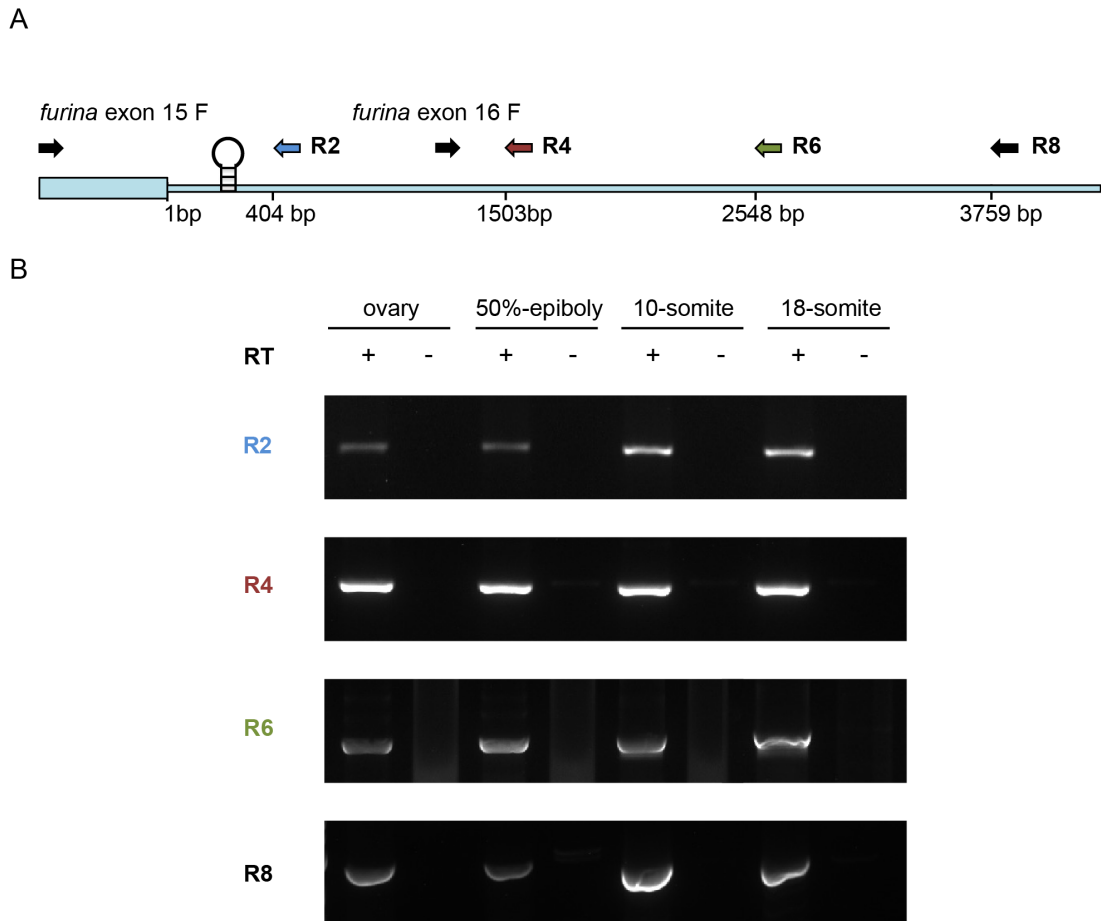 A
furina exon 15 F
furina exon 16 F
R2
R4
R6
R8
1bp
404 bp
1503bp
2548 bp
3759 bp
B
ovary
50%-epiboly
10-somite
18-somite
RT + - + - + - + -
R2
R4
R6
R8